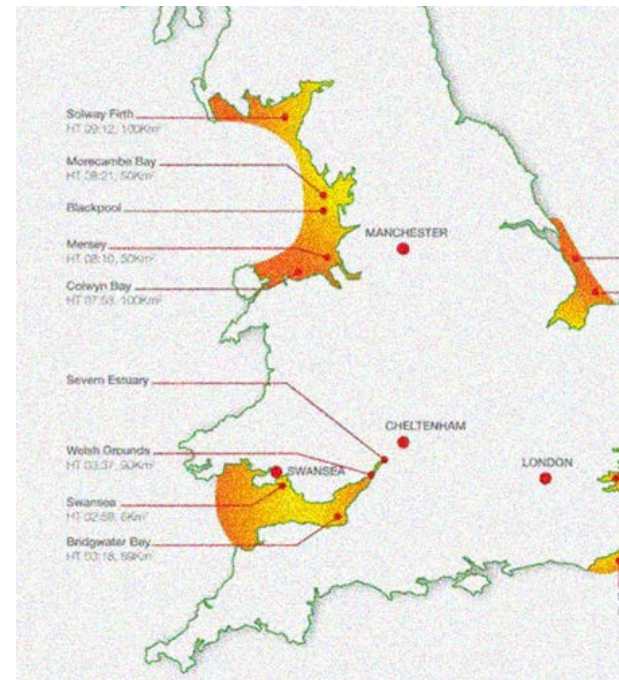 Solway Firth
HT 09:12, 100Km²
Morecambe Bay
HT 08:21, 50Km²
Blackpool
MANCHESTER
Mersey
HT 08:10, 50Km²
Colwyn Bay
HT 07:53, 100Km²
Severn Estuary
CHELTENHAM
Welsh Grounds
HT 03:37, 90Km²
SWANSEA
LONDON
Swansea
HT 02:59, 6Km²
Bridgwater Bay
HT 03:18, 89Km²